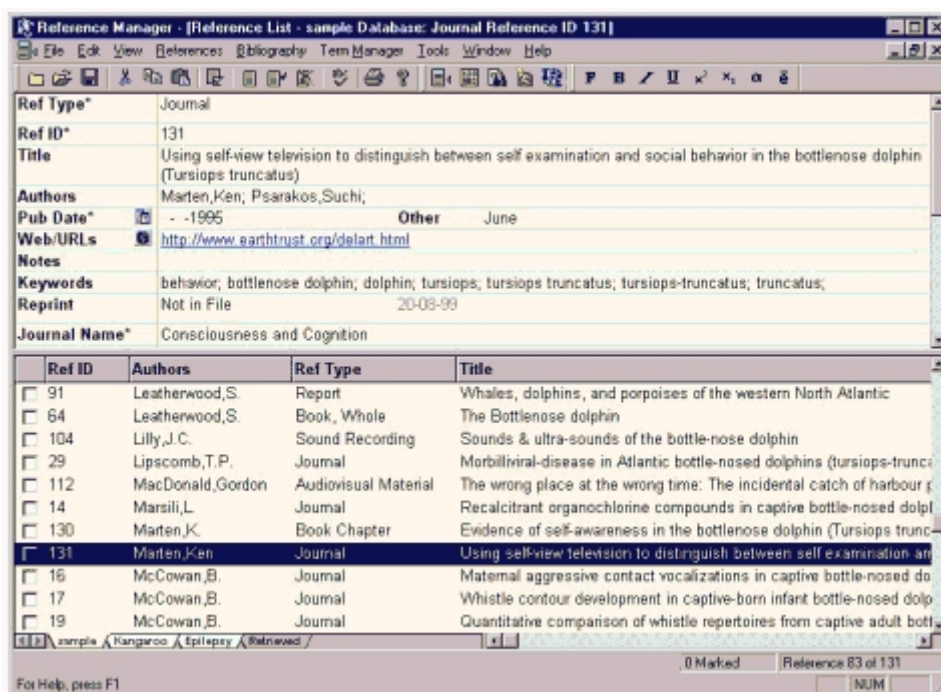 Reference Manager - [Reference List - sample Database: Journal Reference ID 131]
File Edit View References Bibliography Term Manager Tools Window Help
Ref Type* Journal
Ref ID* 131
Title Using self-view television to distinguish between self examination and social behavior in the bottlenose dolphin
(Tursiops truncatus)
Authors Marten,Ken; Psarakos,Suchi;
Pub Date* - -1995 Other June
Web/URLs http://www.earthtrust.org/delart.html
Notes
Keywords behavior; bottlenose dolphin; dolphin; tursiops; tursiops truncatus; tursiops-truncatus; truncatus;
Reprint Not in File 20-08-99
Journal Name* Consciousness and Cognition
Ref ID Authors Ref Type Title
91 Leatherwood,S. Report Whales, dolphins, and porpoises of the western North Atlantic
64 Leatherwood,S. Book, Whole The Bottlenose dolphin
104 Lilly,J.C. Sound Recording Sounds & ultra-sounds of the bottle-nose dolphin
29 Lipscomb,T.P. Journal Morbilliviral-disease in Atlantic bottle-nosed dolphins (tursiops-trunca
112 MacDonald,Gordon Audiovisual Material The wrong place at the wrong time: The incidental catch of harbour p
14 Marsili,L. Journal Recalcitrant organochlorine compounds in captive bottle-nosed dolpl
130 Marten,K. Book Chapter Evidence of self-awareness in the bottlenose dolphin (Tursiops trunc
131 Marten,Ken Journal Using self-view television to distinguish between self examination an
16 McCowan,B. Journal Maternal aggressive contact vocalizations in captive bottle-nosed do
17 McCowan,B. Journal Whistle contour development in captive-born infant bottle-nosed dolp
19 McCowan,B. Journal Quantitative comparison of whistle repertoires from captive adult bott
sample Kangaroo Epilepsy Retrieved
0 Marked Reference 83 of 131
For Help, press F1 NUM